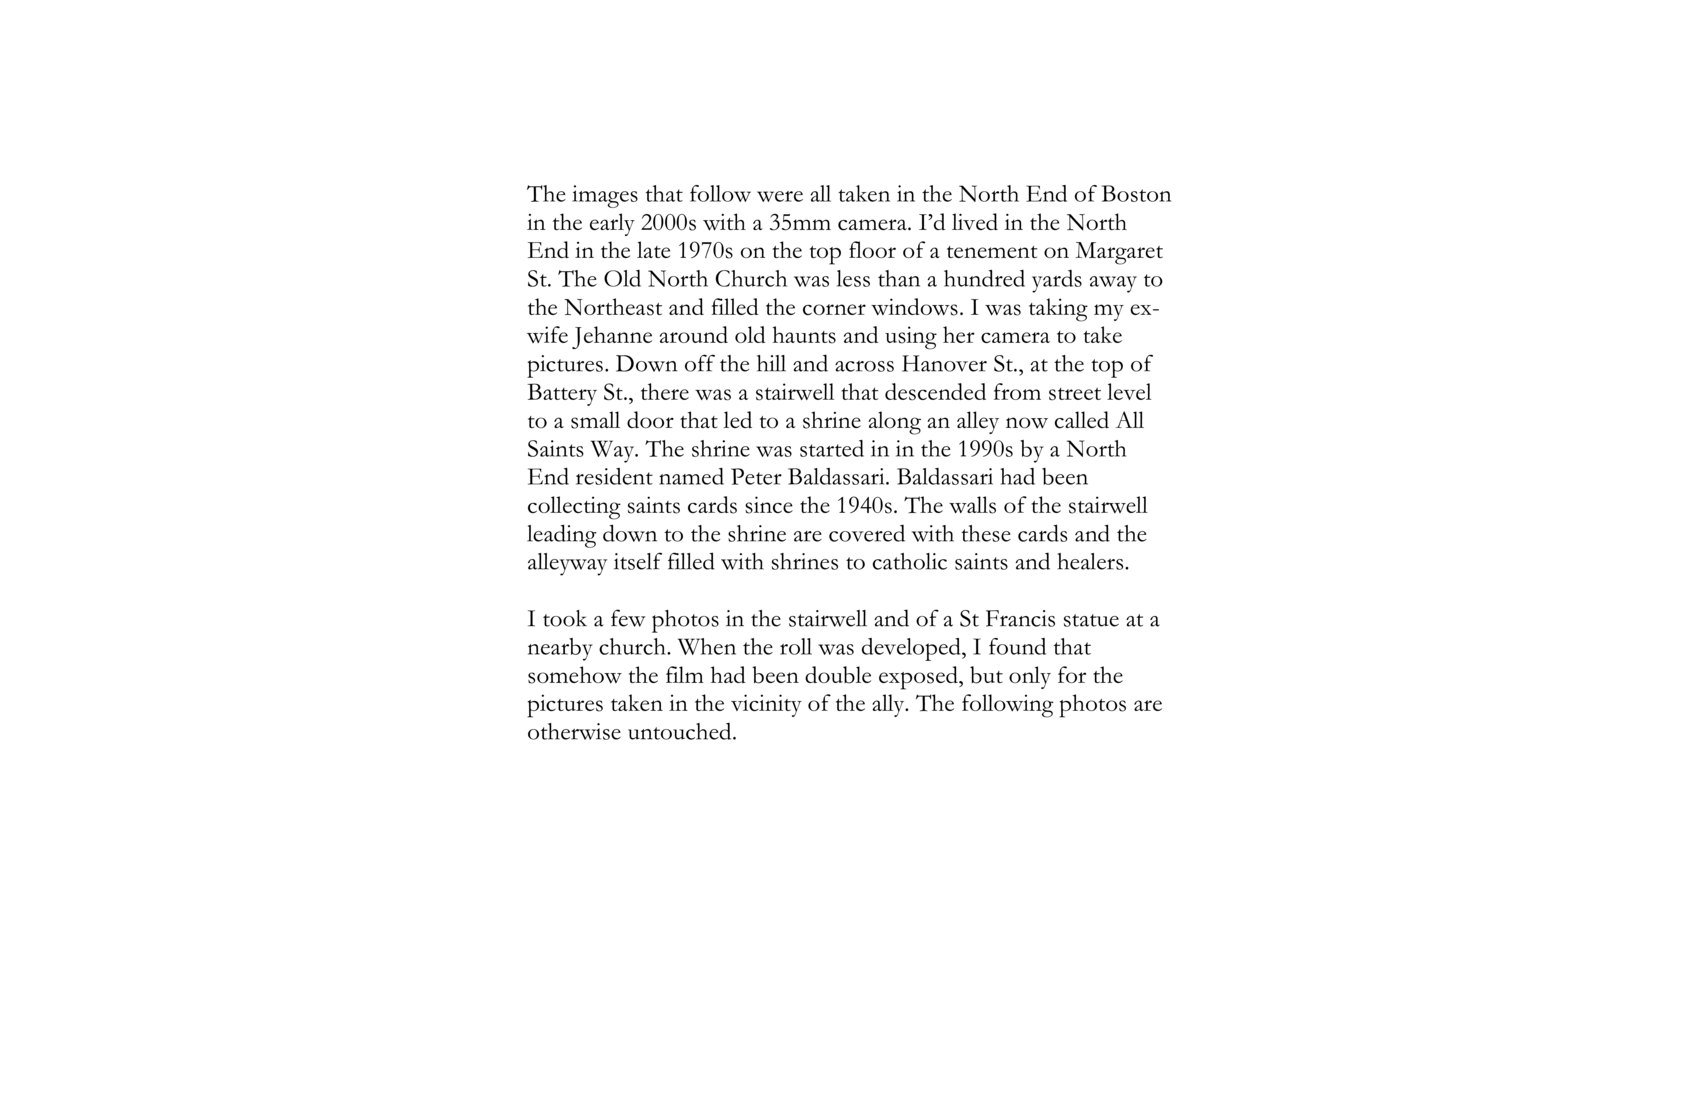 The images that follow were all taken in the North End of Boston
in the early 2000s with a 35mm camera. I’d lived in the North
End in the late 1970s on the top floor of a tenement on Margaret
St. The Old North Church was less than a hundred yards away to
the Northeast and filled the corner windows. I was taking my ex-
wife Jehanne around old haunts and using her camera to take
pictures. Down off the hill and across Hanover St., at the top of
Battery St., there was a stairwell that descended from street level
to a small door that led to a shrine along an alley now called All
Saints Way. The shrine was started in in the 1990s by a North
End resident named Peter Baldassari. Baldassari had been
collecting saints cards since the 1940s. The walls of the stairwell
leading down to the shrine are covered with these cards and the
alleyway itself filled with shrines to catholic saints and healers.

I took a few photos in the stairwell and of a St Francis statue at a
nearby church. When the roll was developed, I found that
somehow the film had been double exposed, but only for the
pictures taken in the vicinity of the ally. The following photos are
otherwise untouched.